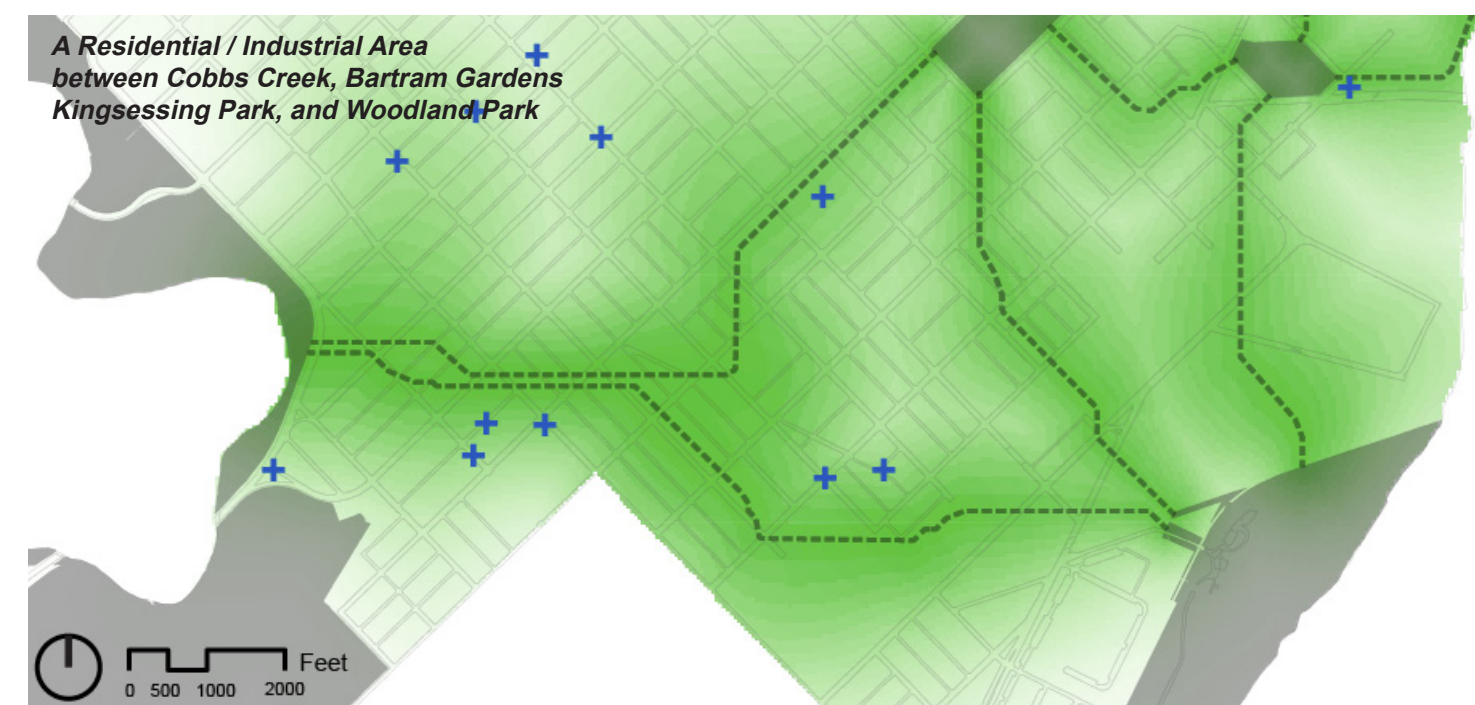 A Residential / Industrial Area
between Cobbs Creek, Bartram Gardens
Kingsessing Park, and Woodland Park
Feet
0 500 1000 2000